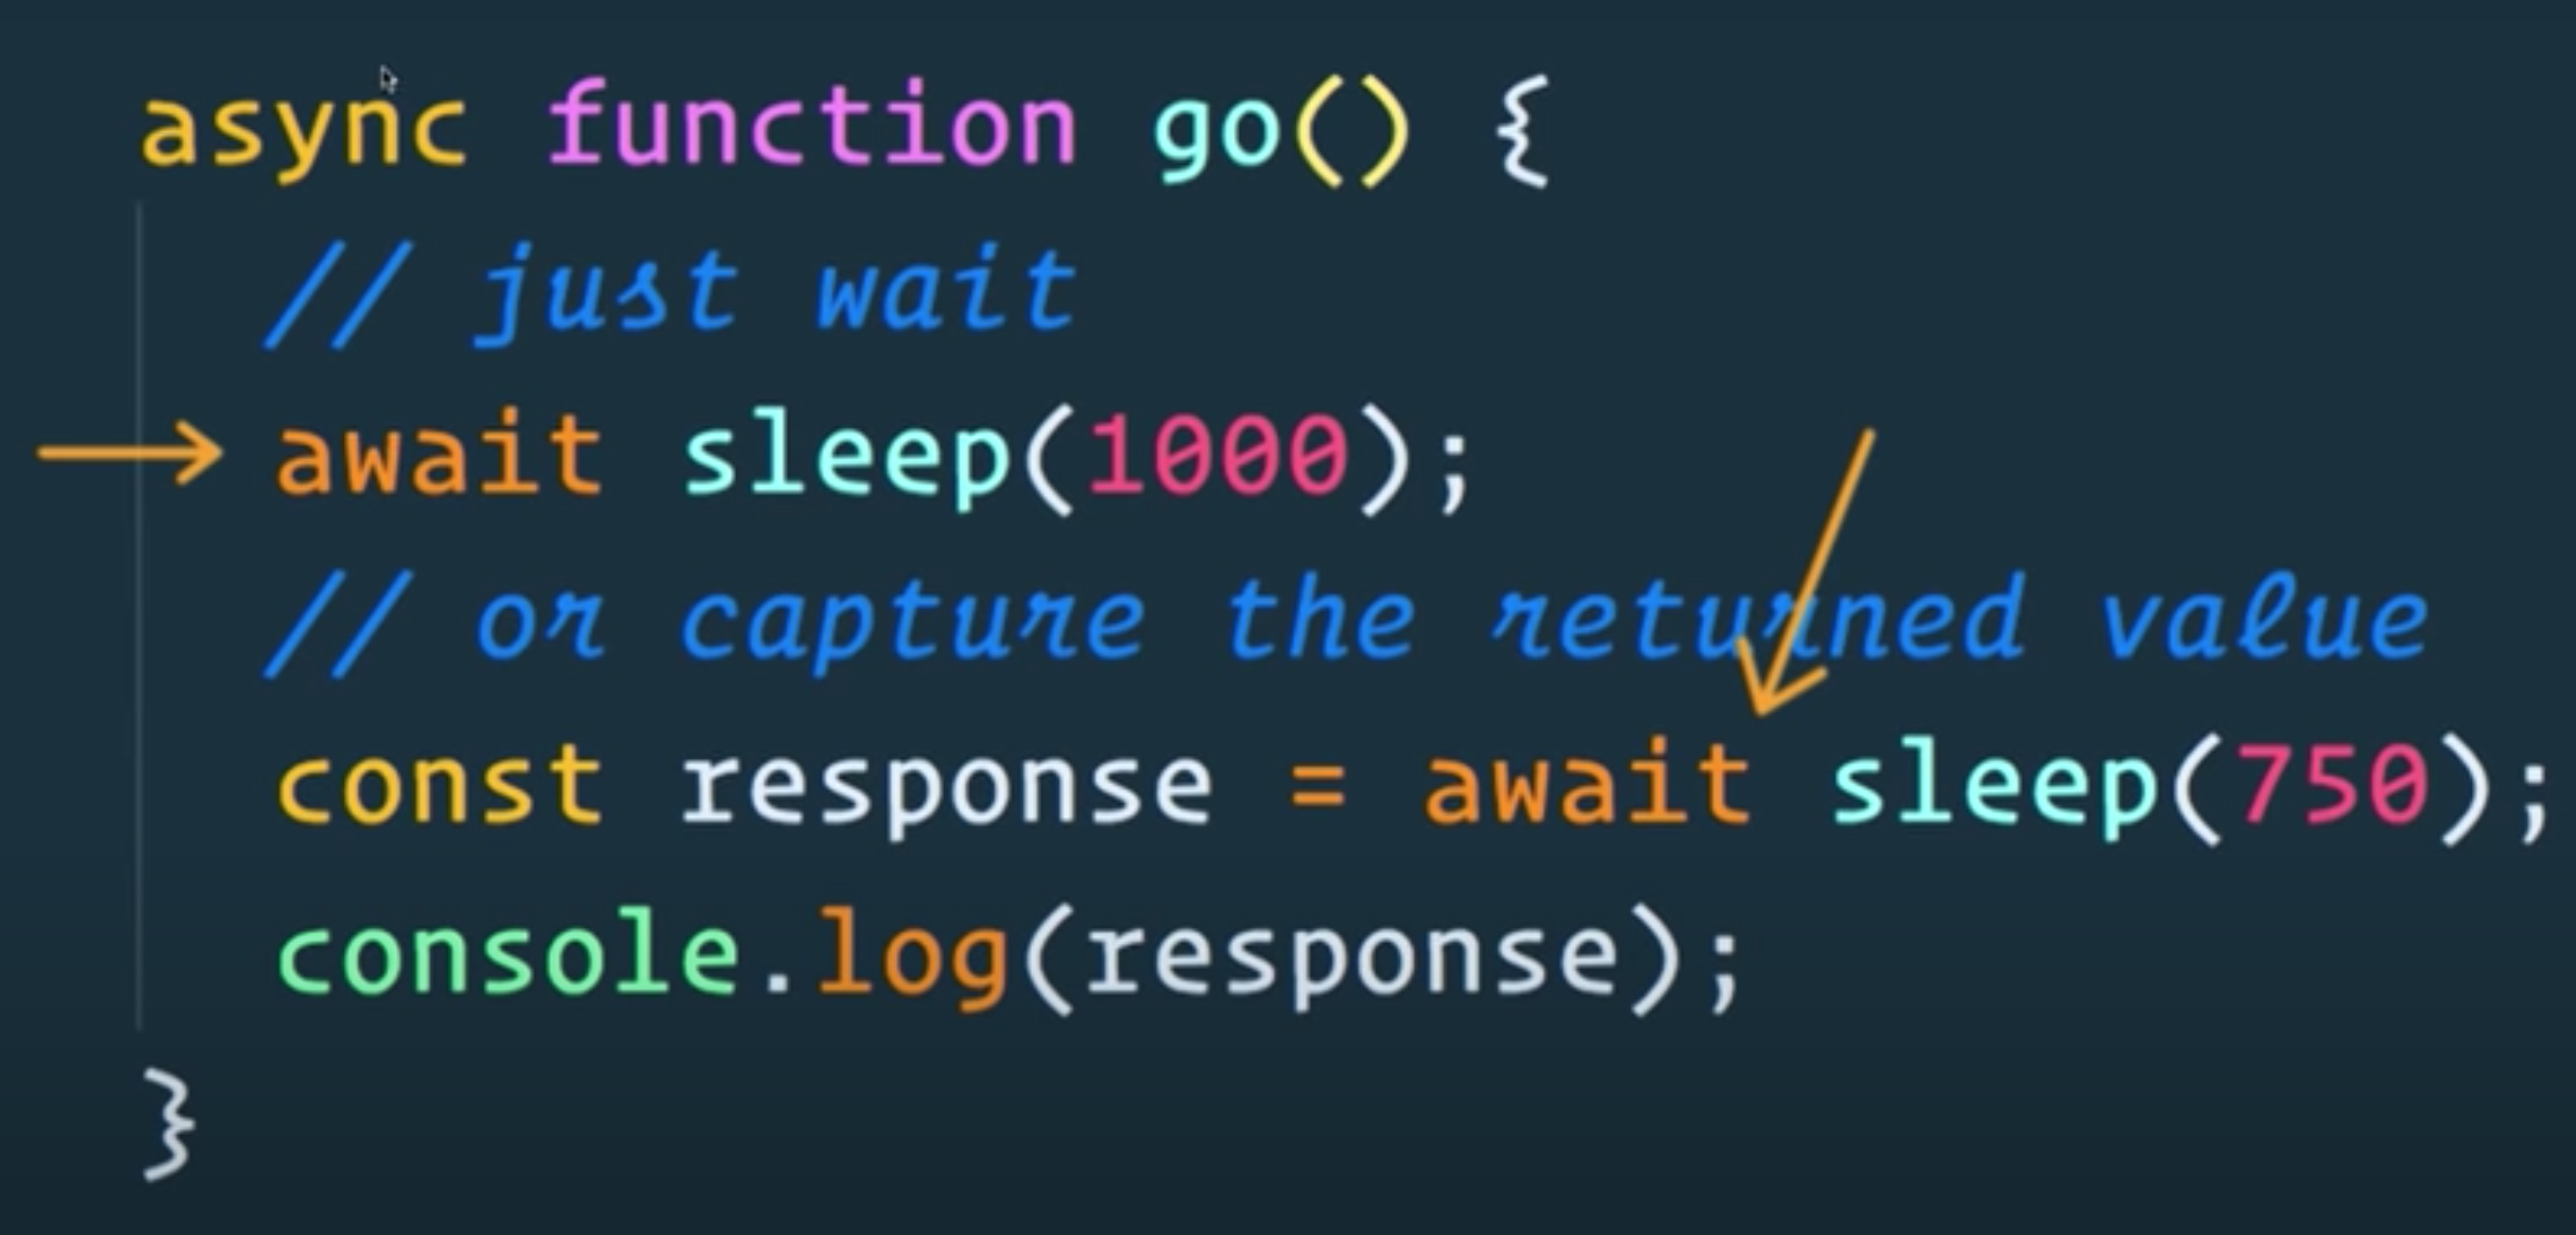 async function go() {
// just wait
await sleep(1000);
// or capture the returned value
const response = await sleep(750);
console.log(response);
}